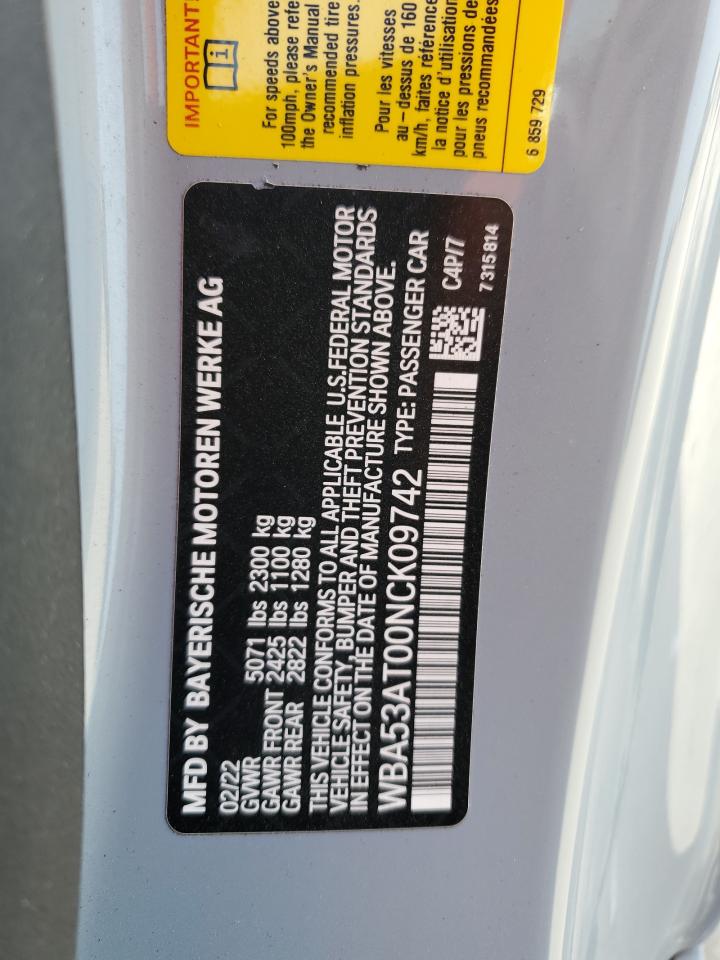 IMPORTANT:
For speeds above
100mph, please refe
the Owner's Manual
recommended tire
inflation pressures.
Pour les vitesses
au-dessus de 160
km/h, faites référence
la notice d'utilisation
pour les pressions de
pneus recommandées
6 859 729
MFD BY BAYERISCHE MOTOREN WERKE AG
02/22
GVWR 5071 lbs 2300 kg
GAWR FRONT 2425 lbs 1100 kg
GAWR REAR 2822 lbs 1280 kg
THIS VEHICLE CONFORMS TO ALL APPLICABLE U.S.FEDERAL MOTOR
VEHICLE SAFETY, BUMPER AND THEFT PREVENTION STANDARDS
IN EFFECT ON THE DATE OF MANUFACTURE SHOWN ABOVE.
WBA53AT00NCK09742 TYPE: PASSENGER CAR
C4P/7
7315814